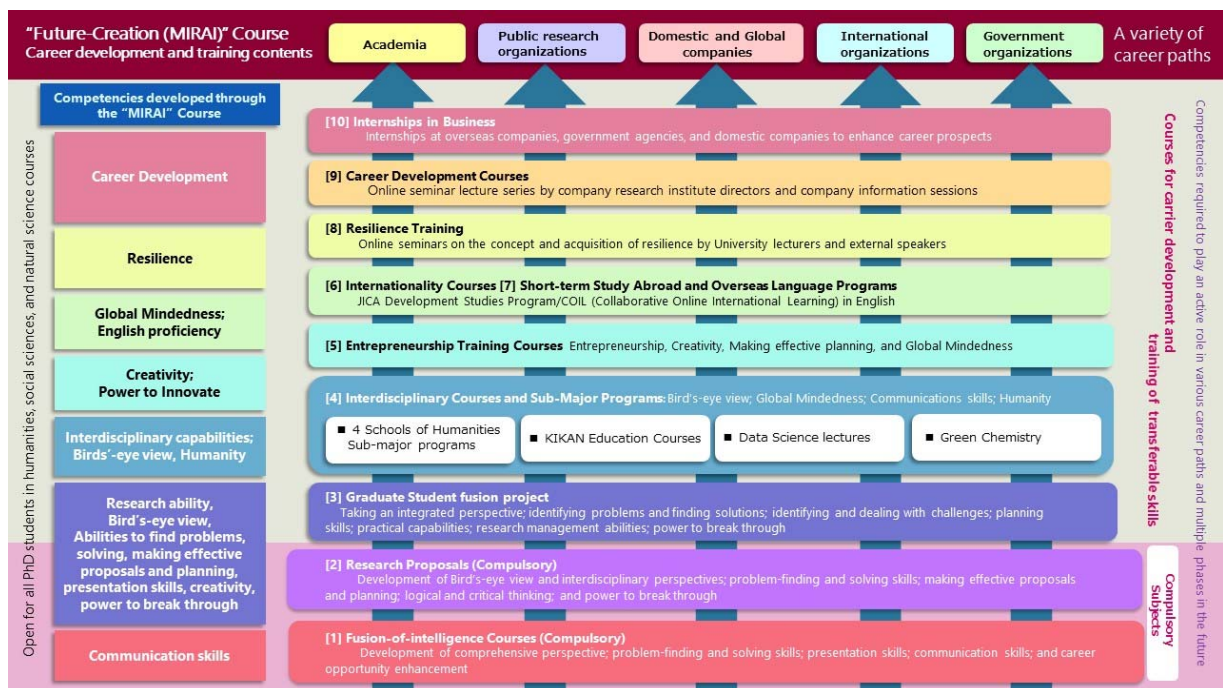 “Future-Creation (MIRAI)” Course
Career development and training contents
Academia
Public research
organizations
Domestic and Global
companies
International
organizations
Government
organizations
A variety of
career paths
Competencies developed through
the “MIRAI” Course
Career Development
Resilience
Global Mindedness;
English proficiency
Creativity;
Power to Innovate
Interdisciplinary capabilities;
Birds’-eye view, Humanity
Research ability,
Bird’s-eye view,
Abilities to find problems,
solving, making effective
proposals and planning,
presentation skills, creativity,
power to break through
Communication skills
Open for all PhD students in humanities, social sciences, and natural science courses
[10] Internships in Business
Internships at overseas companies, government agencies, and domestic companies to enhance career prospects
[9] Career Development Courses
Online seminar lecture series by company research institute directors and company information sessions
[8] Resilience Training
Online seminars on the concept and acquisition of resilience by University lecturers and external speakers
[6] Internationality Courses [7] Short-term Study Abroad and Overseas Language Programs
JICA Development Studies Program/COIL (Collaborative Online International Learning) in English
[5] Entrepreneurship Training Courses Entrepreneurship, Creativity, Making effective planning, and Global Mindedness
[4] Interdisciplinary Courses and Sub-Major Programs:Bird’s-eye view; Global Mindedness; Communications skills; Humanity
■ 4 Schools of Humanities
Sub-major programs
■ KIKAN Education Courses
■ Data Science lectures
■ Green Chemistry
[3] Graduate Student fusion project
Taking an integrated perspective; identifying problems and finding solutions; identifying and dealing with challenges; planning
skills; practical capabilities; research management abilities; power to break through
[2] Research Proposals (Compulsory)
Development of Bird’s-eye view and interdisciplinary perspectives; problem-finding and solving skills; making effective proposals
and planning; logical and critical thinking; and power to break through
[1] Fusion-of-intelligence Courses (Compulsory)
Development of comprehensive perspective; problem-finding and solving skills; presentation skills; communication skills; and career
opportunity enhancement
Courses for carrier development and
training of transferable skills
Compulsory
Subjects
Competencies required to play an active role in various career paths and multiple phases in the future